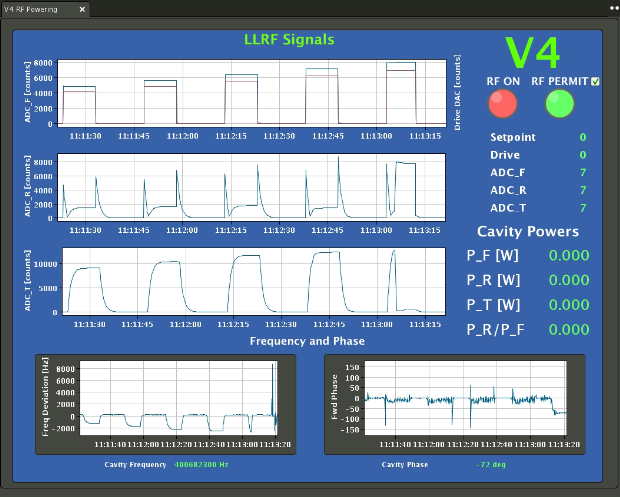 V4 RF Powering
LLRF Signals
V4
RF ON RF PERMIT
ADC_F [counts]
8000
6000
4000
2000
0
11:11:30 11:11:45 11:12:00 11:12:15 11:12:30 11:12:45 11:13:00 11:13:15
Drive DAC [counts]
ADC_R [counts]
8000
6000
4000
2000
0
11:11:30 11:11:45 11:12:00 11:12:15 11:12:30 11:12:45 11:13:00 11:13:15
ADC_T [counts]
10000
5000
0
11:11:30 11:11:45 11:12:00 11:12:15 11:12:30 11:12:45 11:13:00 11:13:15
Setpoint 0
Drive 0
ADC_F 7
ADC_R 7
ADC_T 7
Cavity Powers
P_F [W] 0.000
P_R [W] 0.000
P_T [W] 0.000
P_R/P_F 0.000
Frequency and Phase
Freq Deviation [Hz]
8000
6000
4000
2000
0
-2000
11:11:40 11:12:00 11:12:20 11:12:40 11:13:00 11:13:20
Cavity Frequency 400682300 Hz
Fwd Phase
150
100
50
0
-50
-100
-150
11:11:40 11:12:00 11:12:20 11:12:40 11:13:00 11:13:20
Cavity Phase -72 deg